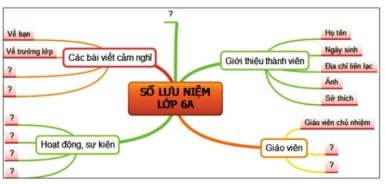 ?
Về bạn
Về trường lớp
?
?
Các bài viết cảm nghĩ
Giới thiệu thành viên
Họ tên
Ngày sinh
Địa chỉ liên lạc
Ảnh
Sở thích
SỔ LƯU NIỆM
LỚP 6A
?
?
?
?
Hoạt động, sự kiện
Giáo viên
Giáo viên chủ nhiệm
?
?